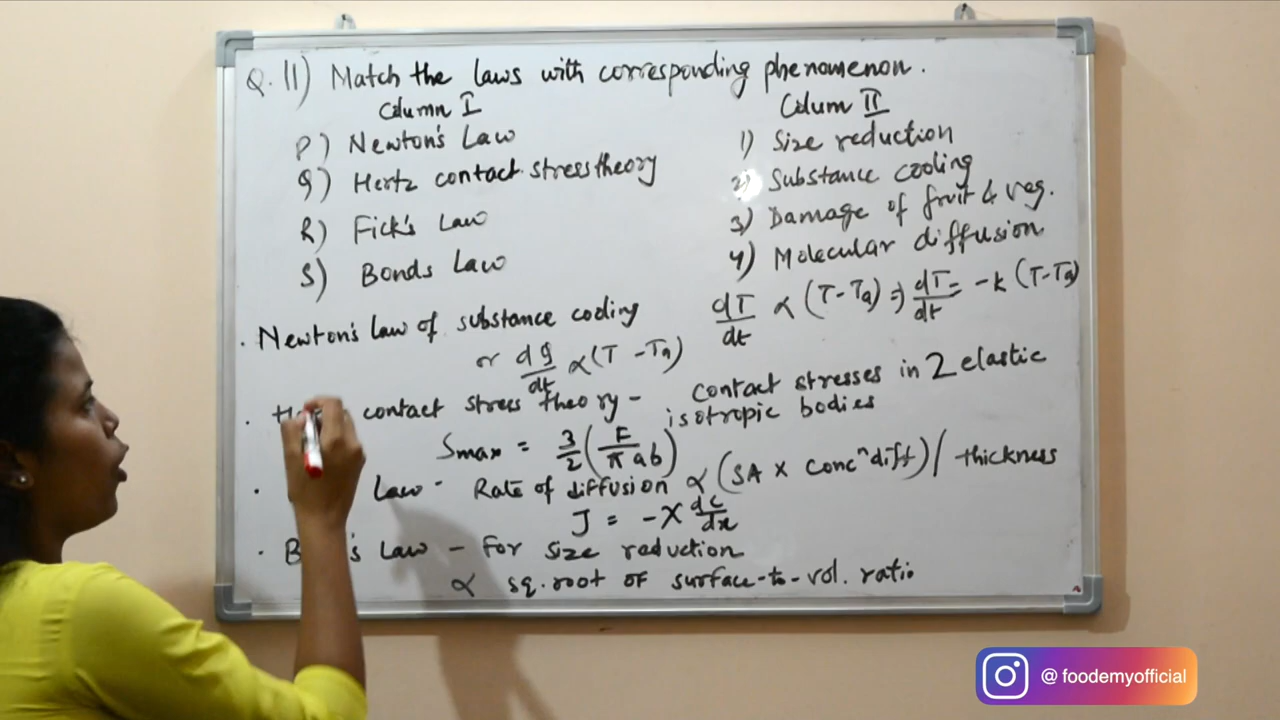 Q. 11) Match the laws with corresponding phenomenon.
Column I
Column II
P) Newton's Law
1) Size reduction
Q) Hertz contact stress theory
2) Substance cooling
R) Fick's Law
3) Damage of fruit & veg.
S) Bonds Law
4) Molecular diffusion
· Newton's law of substance cooling
dT/dt ∝ (T-Ta) ⇒ dT/dt = -k (T-Ta)
or dQ/dt ∝ (T - Ta)
· contact stress theory - contact stresses in 2 elastic
isotropic bodies
Smax = 3/2 (F/πab)
· Law - Rate of diffusion ∝ (SA x Concⁿ diff) / thickness
J = -X dc/dx
· Law - For size reduction
∝ sq. root of surface-to-vol. ratio
@ foodemyofficial